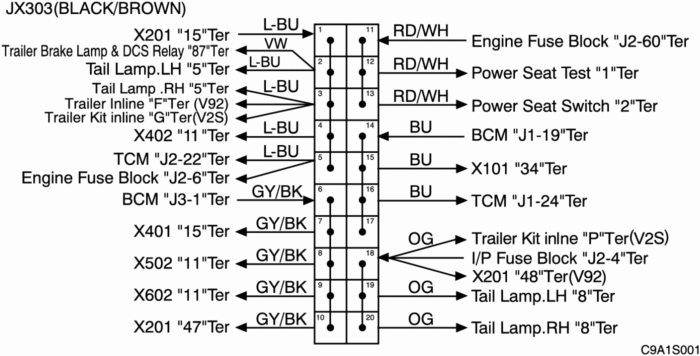 JX303(BLACK/BROWN)
X201 "15"Ter L-BU 1 11 RD/WH Engine Fuse Block "J2-60"Ter
Trailer Brake Lamp & DCS Relay "87"Ter VW
Tail Lamp.LH "5"Ter L-BU 2 12 RD/WH Power Seat Test "1"Ter
Tail Lamp .RH "5"Ter L-BU
Trailer Inline "F"Ter (V92) 3 13 RD/WH Power Seat Switch "2"Ter
Trailer Kit inline "G"Ter(V2S)
X402 "11"Ter L-BU 4 14 BU BCM "J1-19"Ter
TCM "J2-22"Ter L-BU 5 15 BU X101 "34"Ter
Engine Fuse Block "J2-6"Ter
BCM "J3-1"Ter GY/BK 6 16 BU TCM "J1-24"Ter
X401 "15"Ter GY/BK 7 17
OG Trailer Kit inlne "P"Ter(V2S)
X502 "11"Ter GY/BK 8 18 I/P Fuse Block "J2-4"Ter
X201 "48"Ter(V92)
X602 "11"Ter GY/BK 9 19 OG Tail Lamp.LH "8"Ter
X201 "47"Ter GY/BK 10 20 OG Tail Lamp.RH "8"Ter
C9A1S001